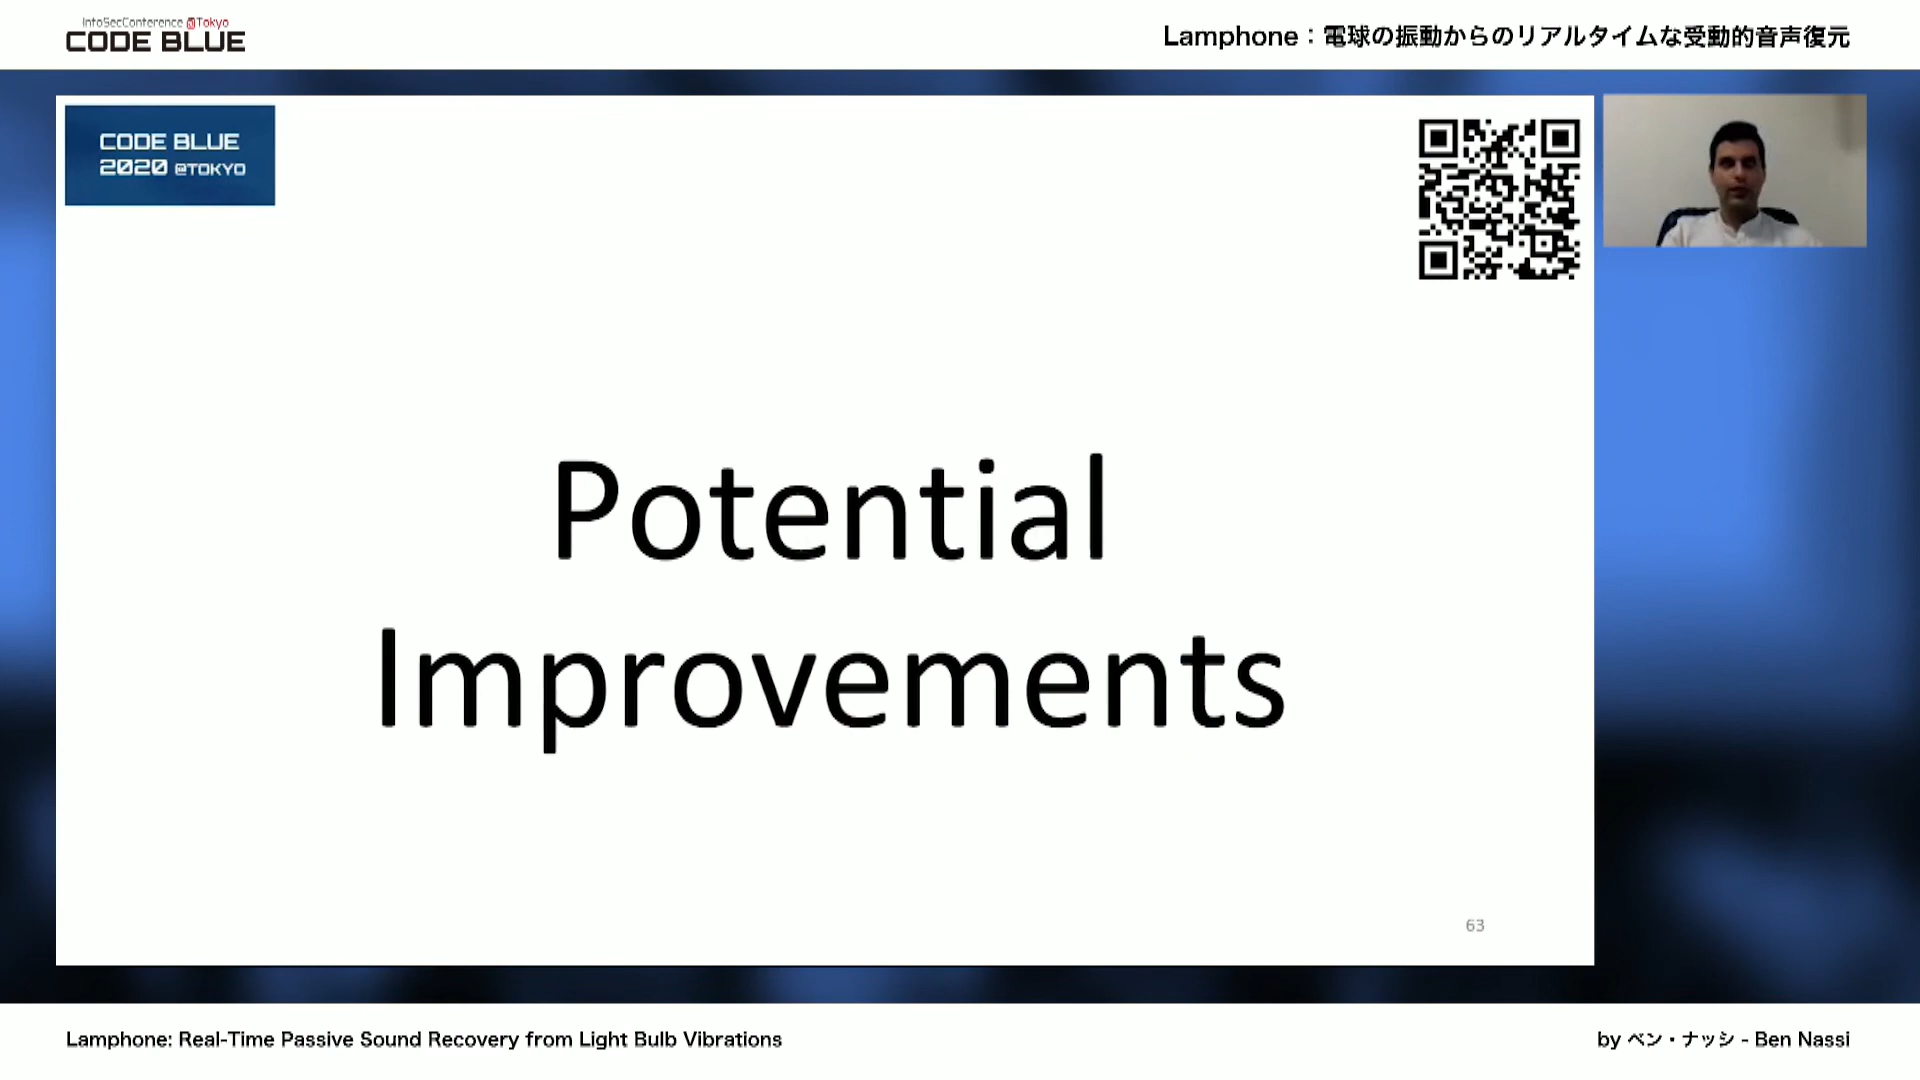 InfoSecConference @Tokyo
CODE BLUE
Lamphone：電球の振動からのリアルタイムな受動的音声復元
CODE BLUE
2020 @TOKYO
Potential
Improvements
63
Lamphone: Real-Time Passive Sound Recovery from Light Bulb Vibrations
by ベン・ナッシ - Ben Nassi